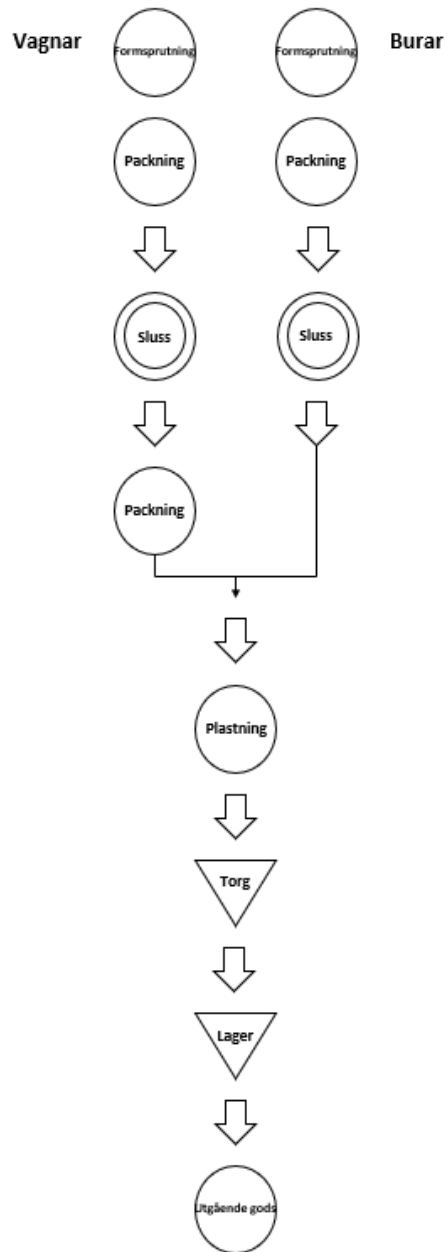 Vagnar
Burar
Formsprutning
Formsprutning
Packning
Packning
Sluss
Sluss
Packning
Plastning
Torg
Lager
Utgående gods